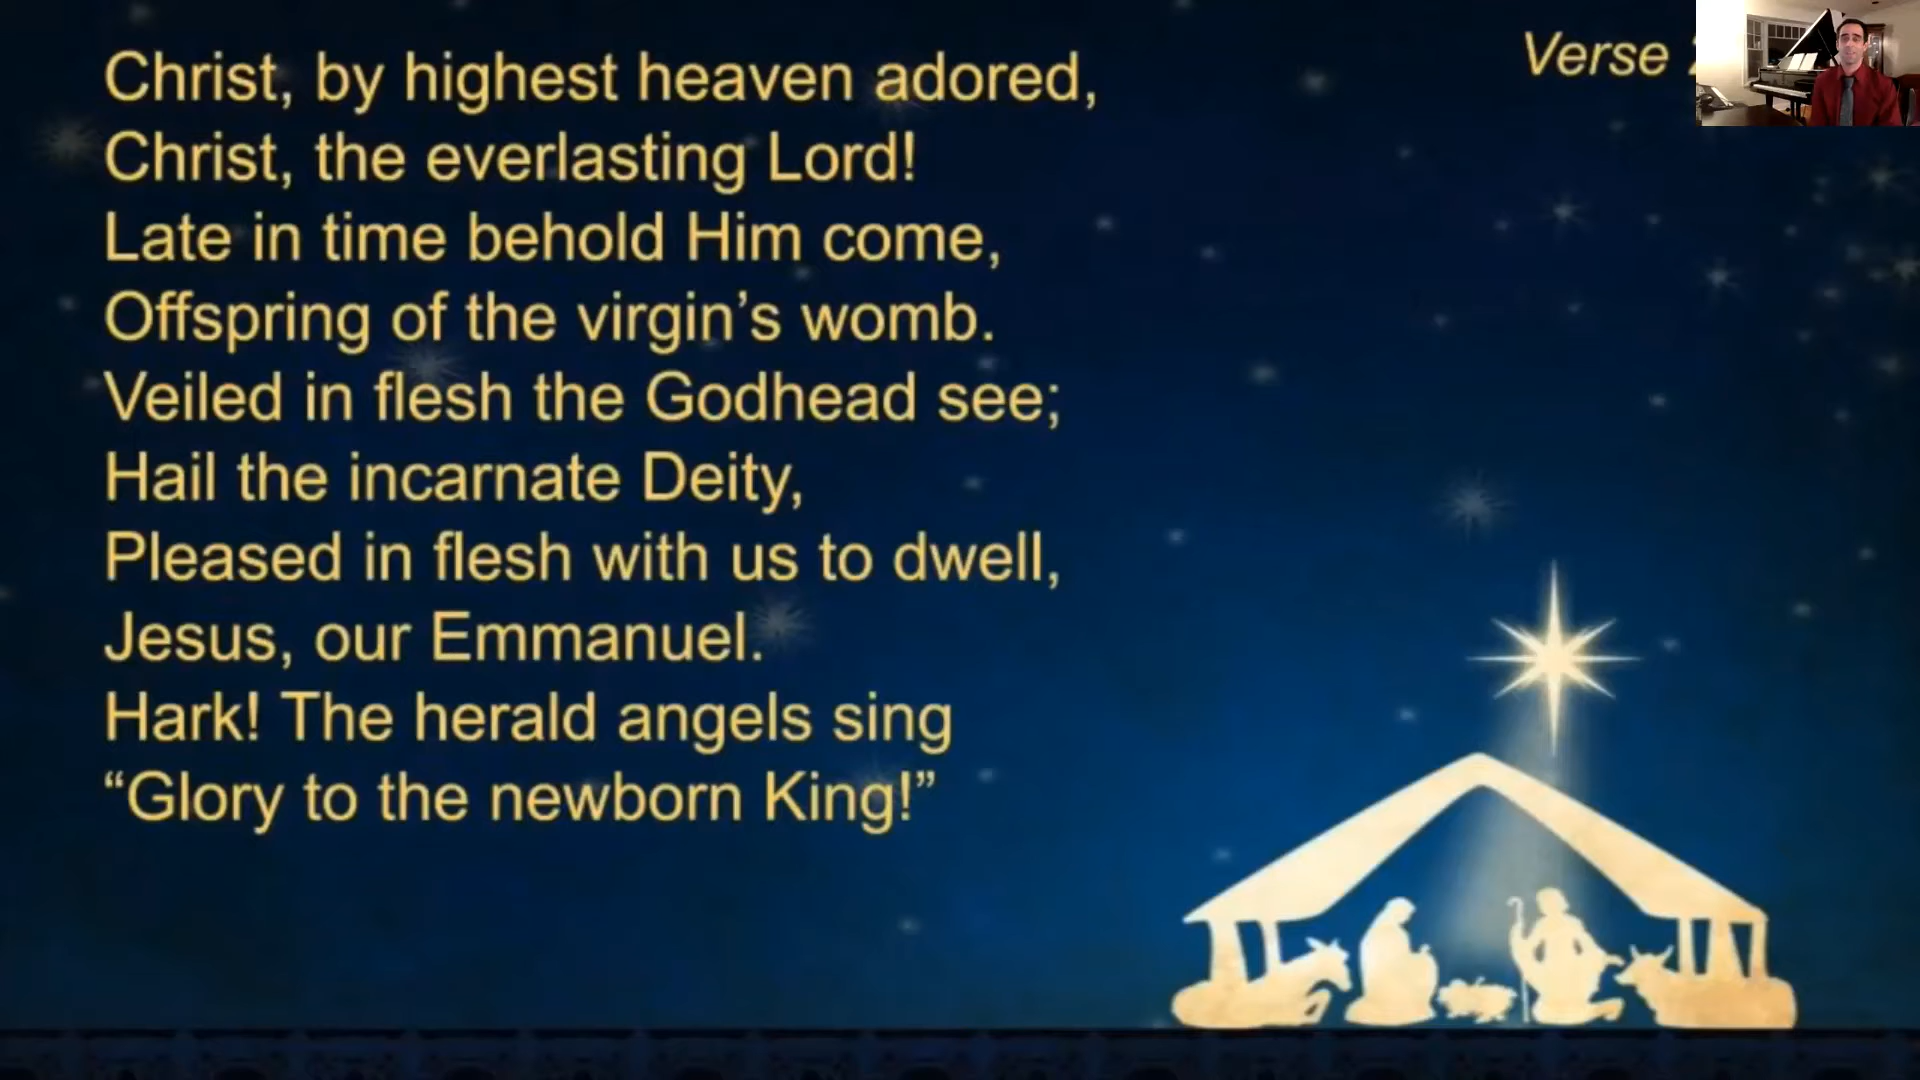 Christ, by highest heaven adored,
Christ, the everlasting Lord!
Late in time behold Him come,
Offspring of the virgin’s womb.
Veiled in flesh the Godhead see;
Hail the incarnate Deity,
Pleased in flesh with us to dwell,
Jesus, our Emmanuel.
Hark! The herald angels sing
“Glory to the newborn King!”
Verse